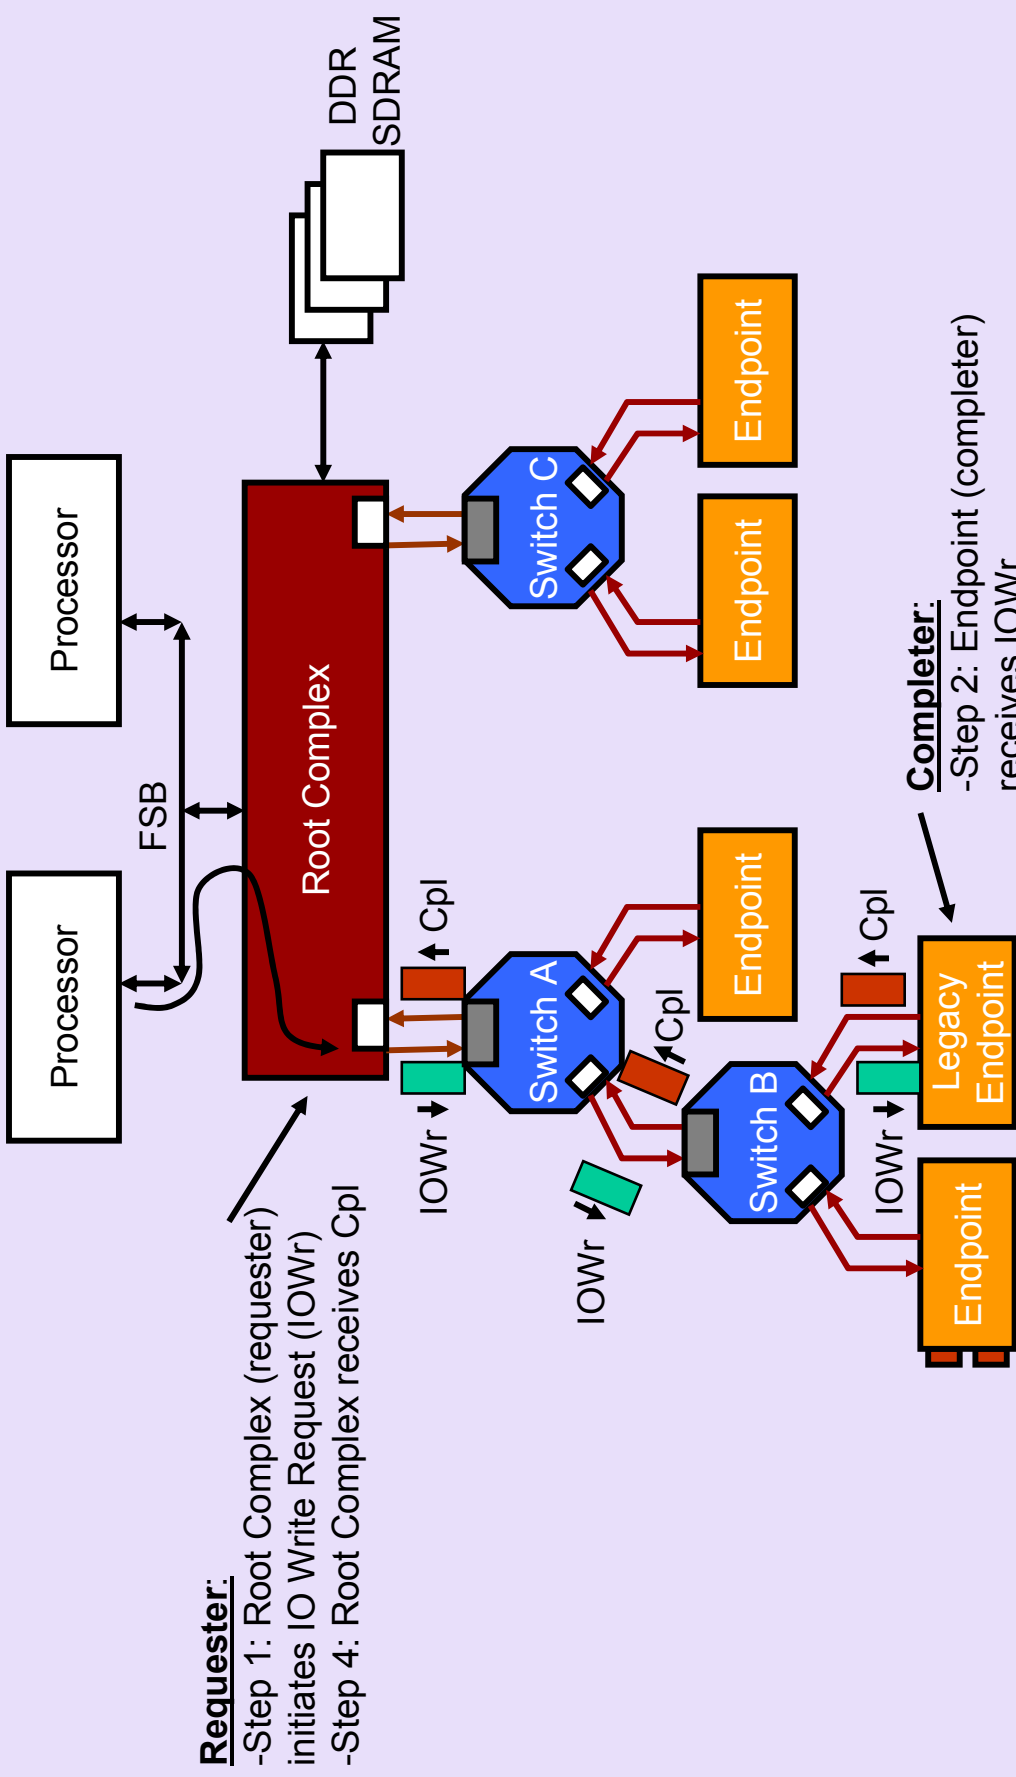 Processor
Processor
FSB
DDR
SDRAM
Root Complex
Requester:
-Step 1: Root Complex (requester)
initiates IO Write Request (IOWr)
-Step 4: Root Complex receives Cpl
IOWr
Cpl
Switch A
Switch C
IOWr
Cpl
Endpoint
Endpoint
Endpoint
Switch B
IOWr
Cpl
Endpoint
Legacy
Endpoint
Completer:
-Step 2: Endpoint (completer)
receives IOWr